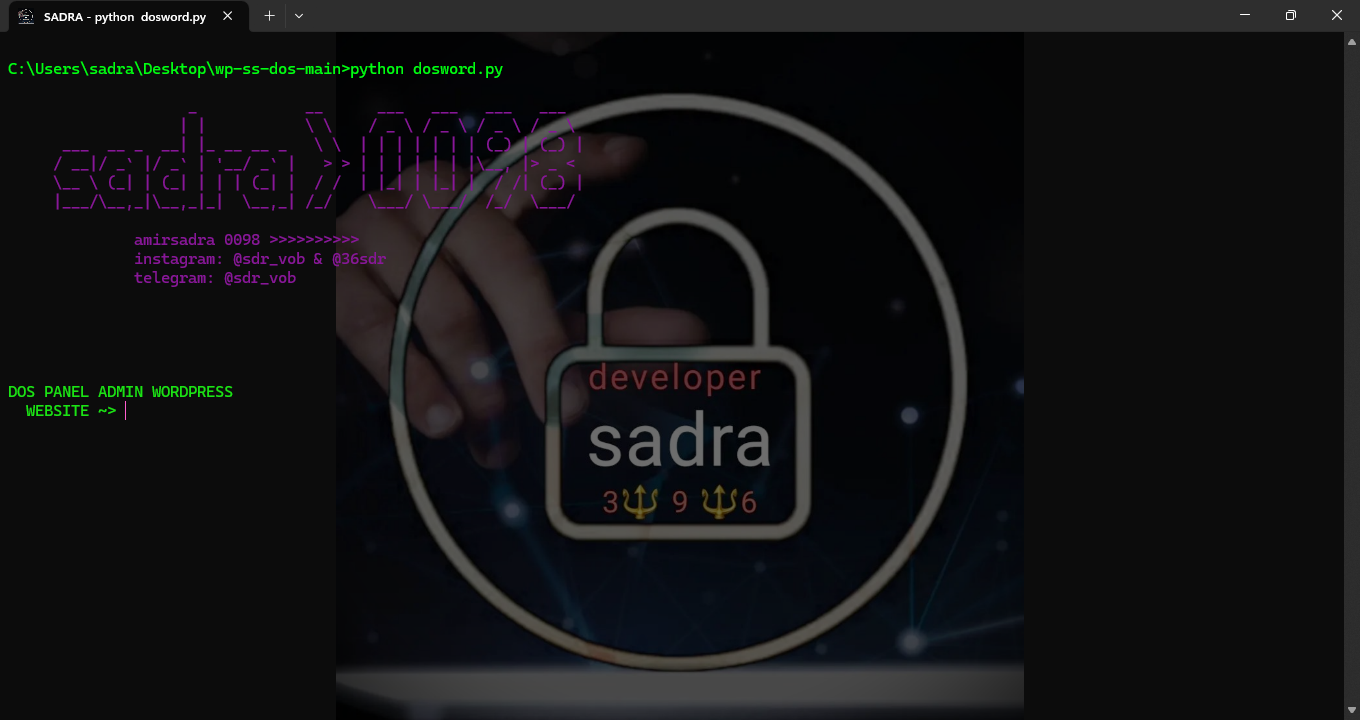 SADRA - python  dosword.py
C:\Users\sadra\Desktop\wp-ss-dos-main>python dosword.py
sadra > 0098
amirsadra 0098 >>>>>>>>>>
instagram: @sdr_vob & @36sdr
telegram: @sdr_vob
developer
sadra
3🔱 9 🔱6
DOS PANEL ADMIN WORDPRESS
WEBSITE ~>